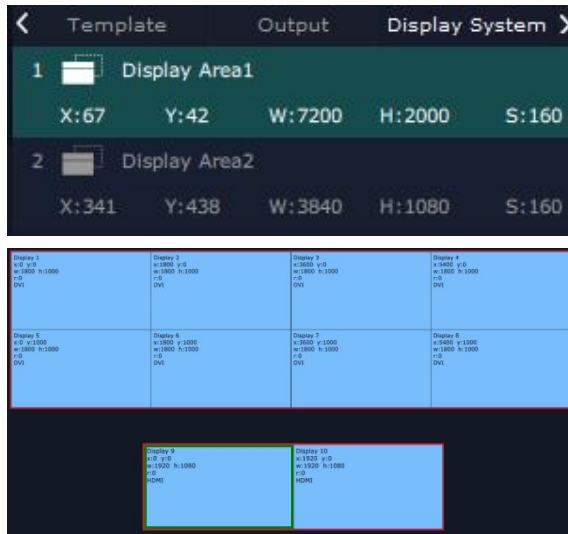 Template Output Display System
1 Display Area1
X:67 Y:42 W:7200 H:2000 S:160
2 Display Area2
X:341 Y:438 W:3840 H:1080 S:160
Display 1 Display 2 Display 3 Display 4
x:0 y:0 x:1800 y:0 x:3600 y:0 x:5400 y:0
w:1800 h:1000 w:1800 h:1000 w:1800 h:1000 w:1800 h:1000
r:0 r:0 r:0 r:0
DVI DVI DVI DVI
Display 5 Display 6 Display 7 Display 8
x:0 y:1000 x:1800 y:1000 x:3600 y:1000 x:5400 y:1000
w:1800 h:1000 w:1800 h:1000 w:1800 h:1000 w:1800 h:1000
r:0 r:0 r:0 r:0
DVI DVI DVI DVI
Display 9 Display 10
x:0 y:0 x:1920 y:0
w:1920 h:1080 w:1920 h:1080
r:0 r:0
HDMI HDMI